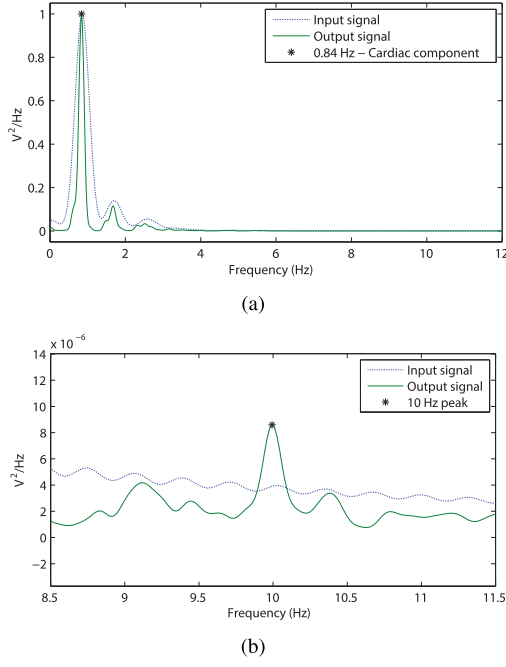 Input signal
Output signal
0.84 Hz – Cardiac component
V²/Hz
1
0.8
0.6
0.4
0.2
0
0 2 4 6 8 10 12
Frequency (Hz)
(a)
x 10⁻⁶
Input signal
Output signal
10 Hz peak
V²/Hz
14
12
10
8
6
4
2
0
−2
8.5 9 9.5 10 10.5 11 11.5
Frequency (Hz)
(b)